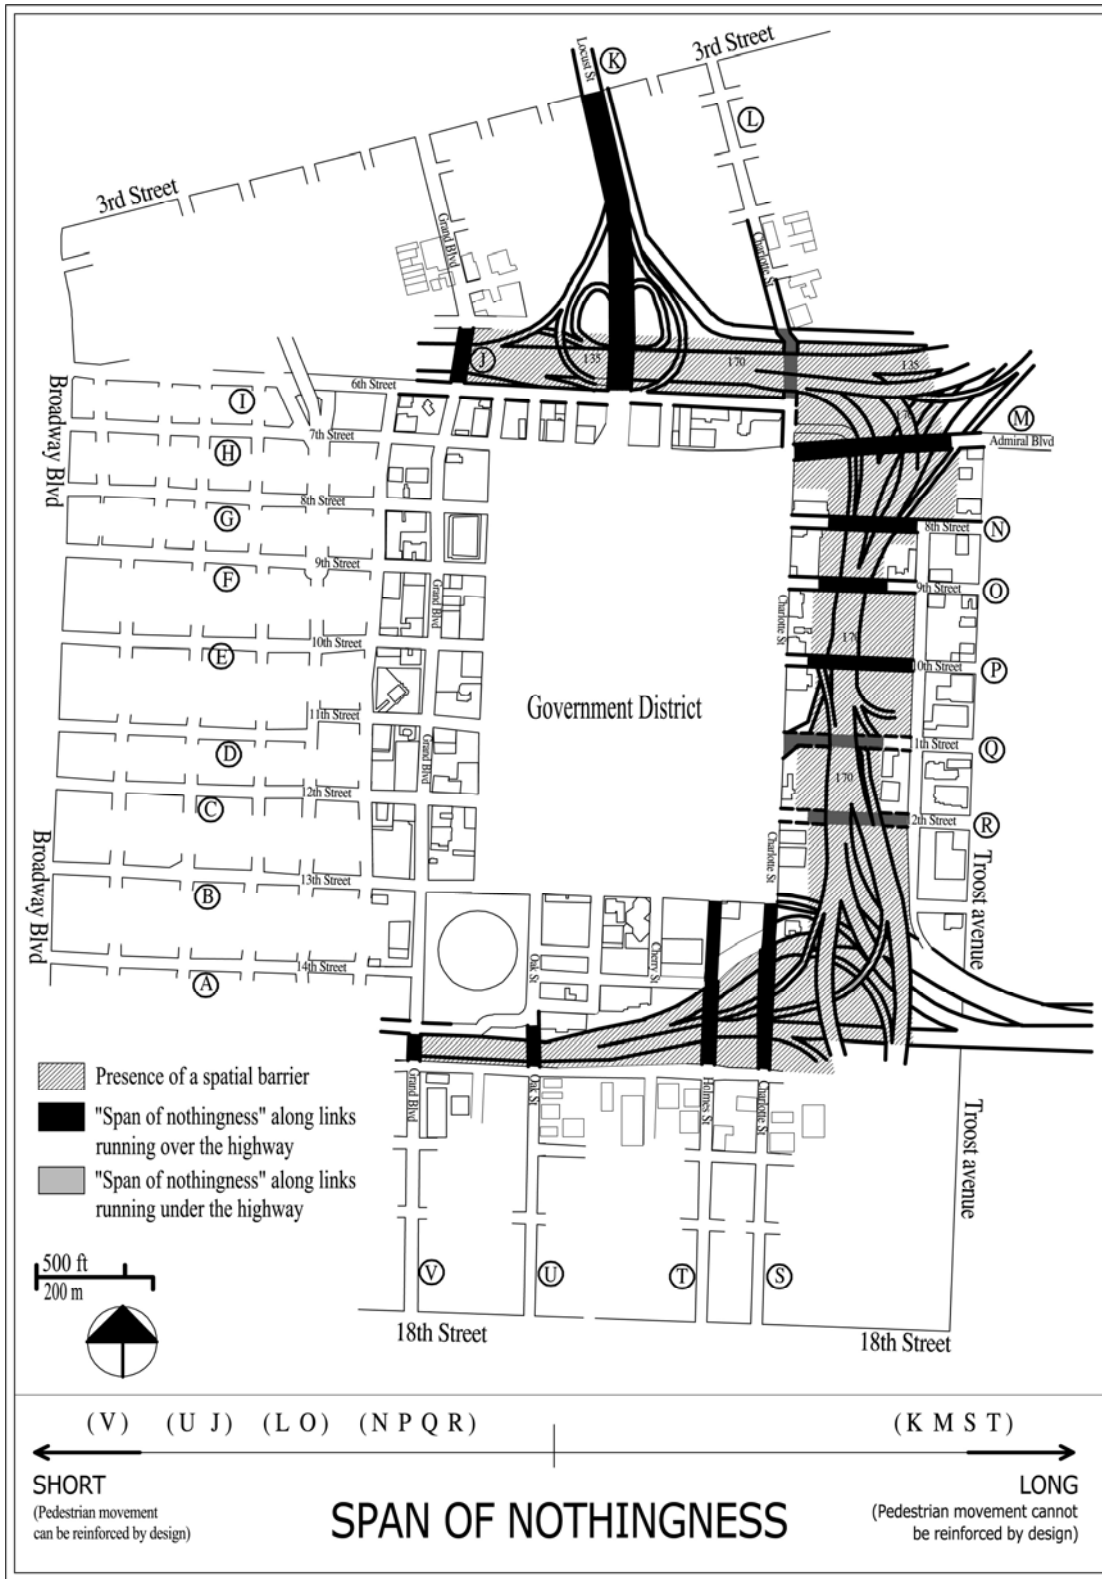 Locust St
K
3rd Street
L
3rd Street
Grand Blvd
Charlotte St
J
135
170
135
6th Street
Broadway Blvd
I
7th Street
M
Admiral Blvd
H
8th Street
G
8th Street
N
9th Street
F
Grand Blvd
Charlotte St
9th Street
O
10th Street
E
170
0th Street
P
Government District
11th Street
D
Grand Blvd
1th Street
Q
170
12th Street
C
2th Street
R
Broadway Blvd
Charlotte St
Troost avenue
13th Street
B
Oak St
Cherry St
14th Street
A
Presence of a spatial barrier
"Span of nothingness" along links
running over the highway
"Span of nothingness" along links
running under the highway
Grand Blvd
Oak St
Holmes St
Charlotte St
Troost avenue
500 ft
200 m
V
U
T
S
18th Street
18th Street
(V) (U J) (L O) (N P Q R) (K M S T)
SHORT
(Pedestrian movement
can be reinforced by design)
SPAN OF NOTHINGNESS
LONG
(Pedestrian movement cannot
be reinforced by design)